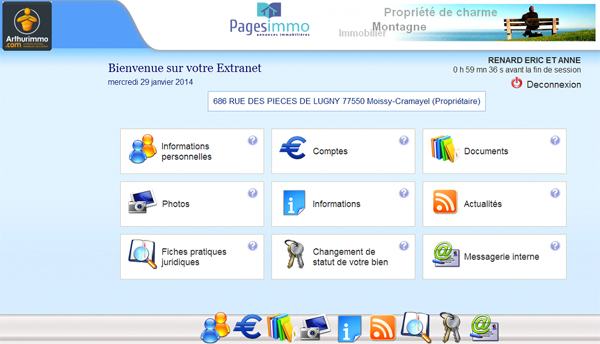 Arthurimmo
.com
Pagesimmo
annonces immobilières
Propriété de charme
Montagne
Immobilier
Bienvenue sur votre Extranet
mercredi 29 janvier 2014
RENARD ERIC ET ANNE
0 h 59 mn 36 s avant la fin de session
Deconnexion
686 RUE DES PIECES DE LUGNY 77550 Moissy-Cramayel (Propriétaire)
Informations
personnelles
?
Comptes
?
Documents
?
Photos
?
Informations
?
Actualités
?
Fiches pratiques
juridiques
?
Changement de
statut de votre bien
?
Messagerie interne
?